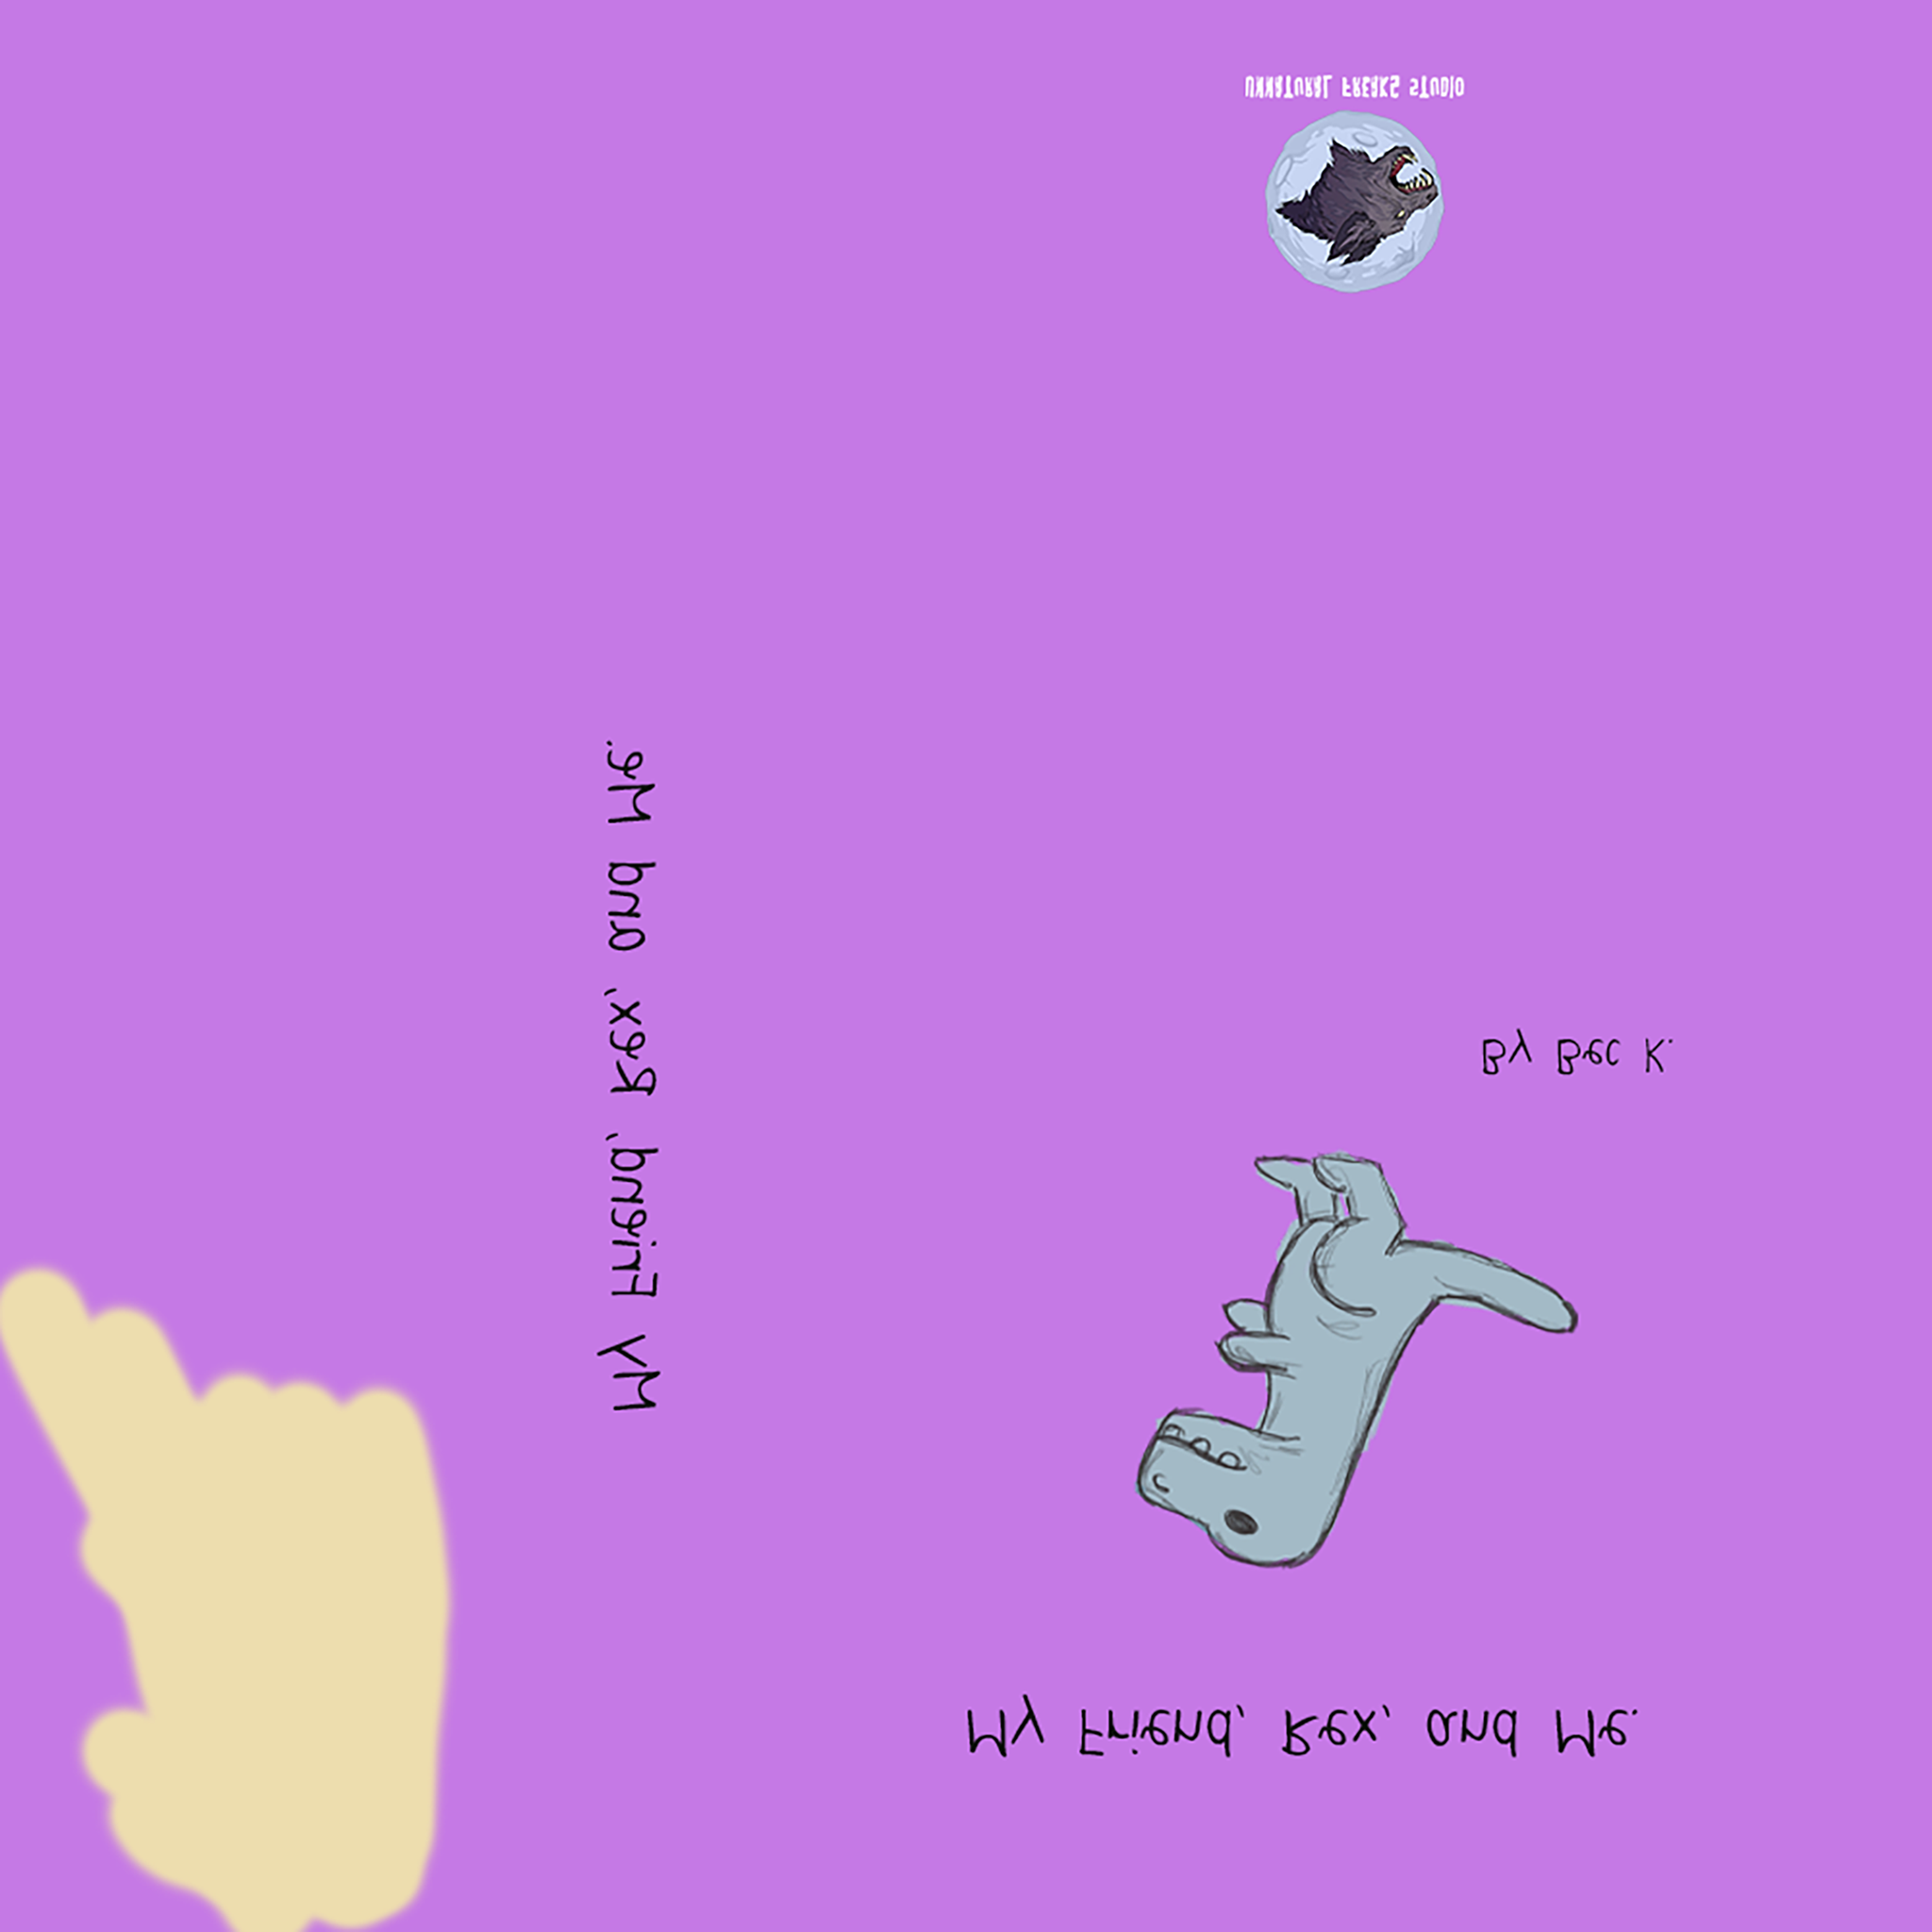 My Friend, Rex, and Me.
By Bec K.
My Friend, Rex, and Me.
UNNATURAL FREAKS STUDIO